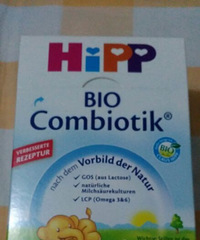 HiPP
BIO
Combiotik®
VERBESSERTE
REZEPTUR
BIO
nach dem Vorbild der Natur
✓ GOS (aus Lactose)
✓ natürliche
Milchsäurekulturen
✓ LCP (Omega 3&6)